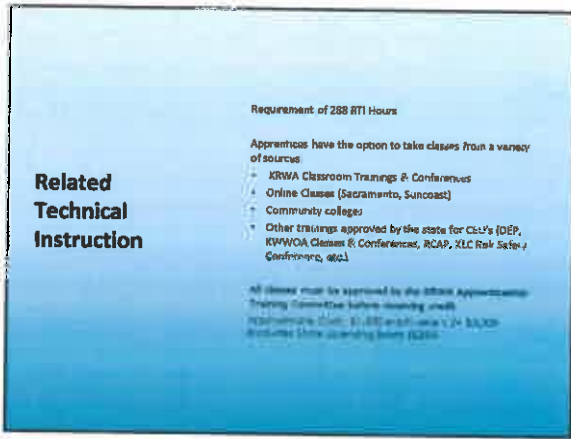 Related
Technical
Instruction
Requirement of 288 RTI Hours
Apprentices have the option to take classes from a variety
of sources
KRWA Classroom Trainings & Conferences
Online Classes (Sacramento, Suncoast)
Community colleges
Other trainings approved by the state for CEU's (DEP,
KWWOA Classes & Conferences, RCAP, KLC Risk Safety
Conference, etc.)
All classes must be approved by the KRWA Apprenticeship
Training Committee before receiving credit